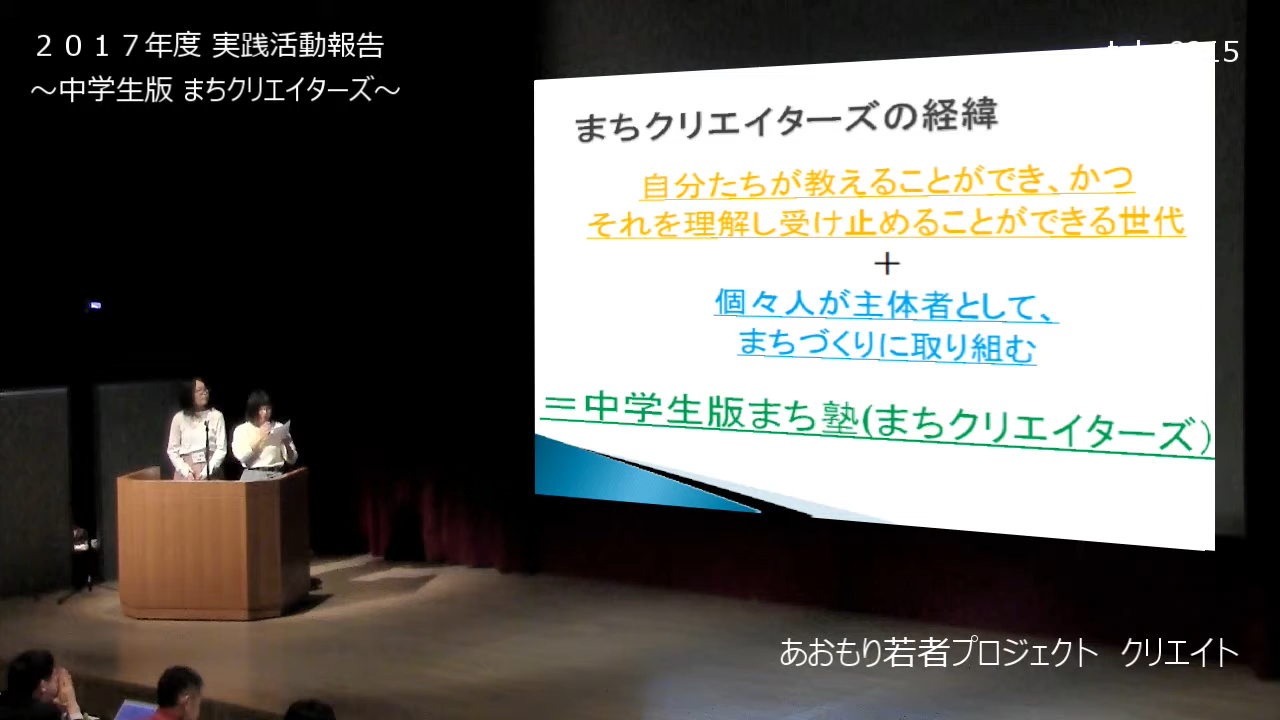 ２０１７年度 実践活動報告
～中学生版 まちクリエイターズ～
まちクリエイターズの経緯
自分たちが教えることができ、かつ
それを理解し受け止めることができる世代
＋
個々人が主体者として、
まちづくりに取り組む
＝中学生版まち塾(まちクリエイターズ)
あおもり若者プロジェクト クリエイト